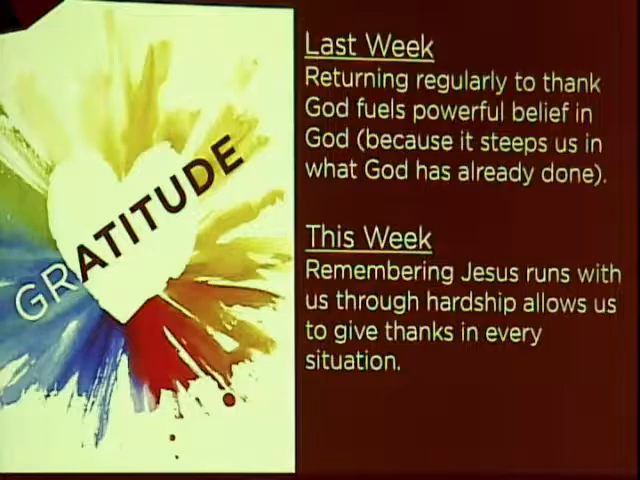 GRATITUDE
Last Week
Returning regularly to thank
God fuels powerful belief in
God (because it steeps us in
what God has already done).
This Week
Remembering Jesus runs with
us through hardship allows us
to give thanks in every
situation.